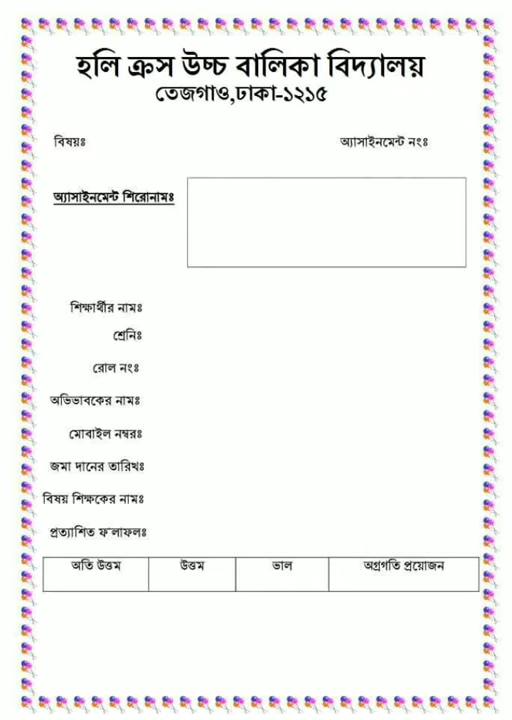 হলি ক্রস উচ্চ বালিকা বিদ্যালয়
তেজগাও,ঢাকা-১২১৫
বিষয়ঃ অ্যাসাইনমেন্ট নংঃ
অ্যাসাইনমেন্ট শিরোনামঃ
শিক্ষার্থীর নামঃ
শ্রেনিঃ
রোল নংঃ
অভিভাবকের নামঃ
মোবাইল নম্বরঃ
জমা দানের তারিখঃ
বিষয় শিক্ষকের নামঃ
প্রত্যাশিত ফলাফলঃ
অতি উত্তম উত্তম ভাল অগ্রগতি প্রয়োজন